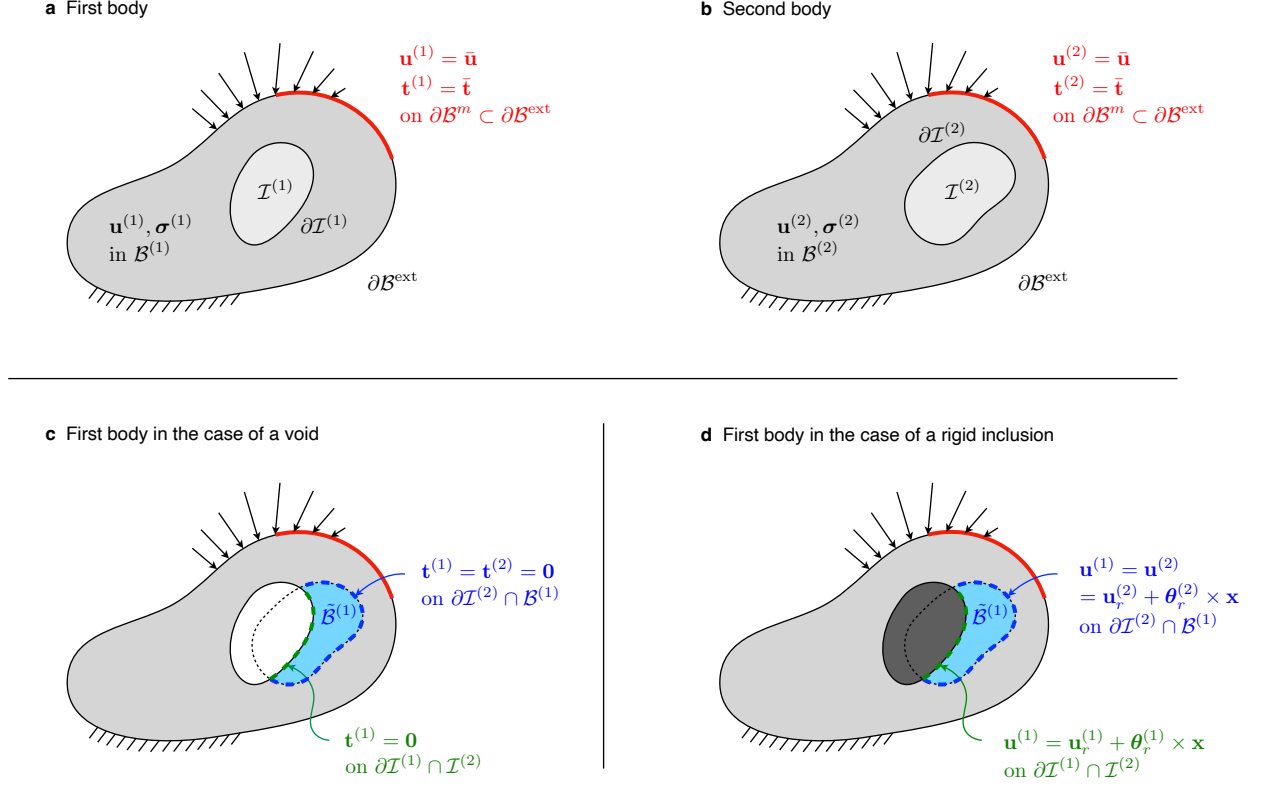 a First body
u^(1) = ū
t^(1) = t̄
on ∂ℬ^m ⊂ ∂ℬ^ext
ℐ^(1)
∂ℐ^(1)
u^(1), σ^(1)
in ℬ^(1)
∂ℬ^ext
b Second body
u^(2) = ū
t^(2) = t̄
on ∂ℬ^m ⊂ ∂ℬ^ext
∂ℐ^(2)
ℐ^(2)
u^(2), σ^(2)
in ℬ^(2)
∂ℬ^ext
c First body in the case of a void
t^(1) = t^(2) = 0
on ∂ℐ^(2) ∩ ℬ^(1)
ℬ̃^(1)
t^(1) = 0
on ∂ℐ^(1) ∩ ℐ^(2)
d First body in the case of a rigid inclusion
u^(1) = u^(2)
= u_r^(2) + θ_r^(2) × x
on ∂ℐ^(2) ∩ ℬ^(1)
ℬ̃^(1)
u^(1) = u_r^(1) + θ_r^(1) × x
on ∂ℐ^(1) ∩ ℐ^(2)